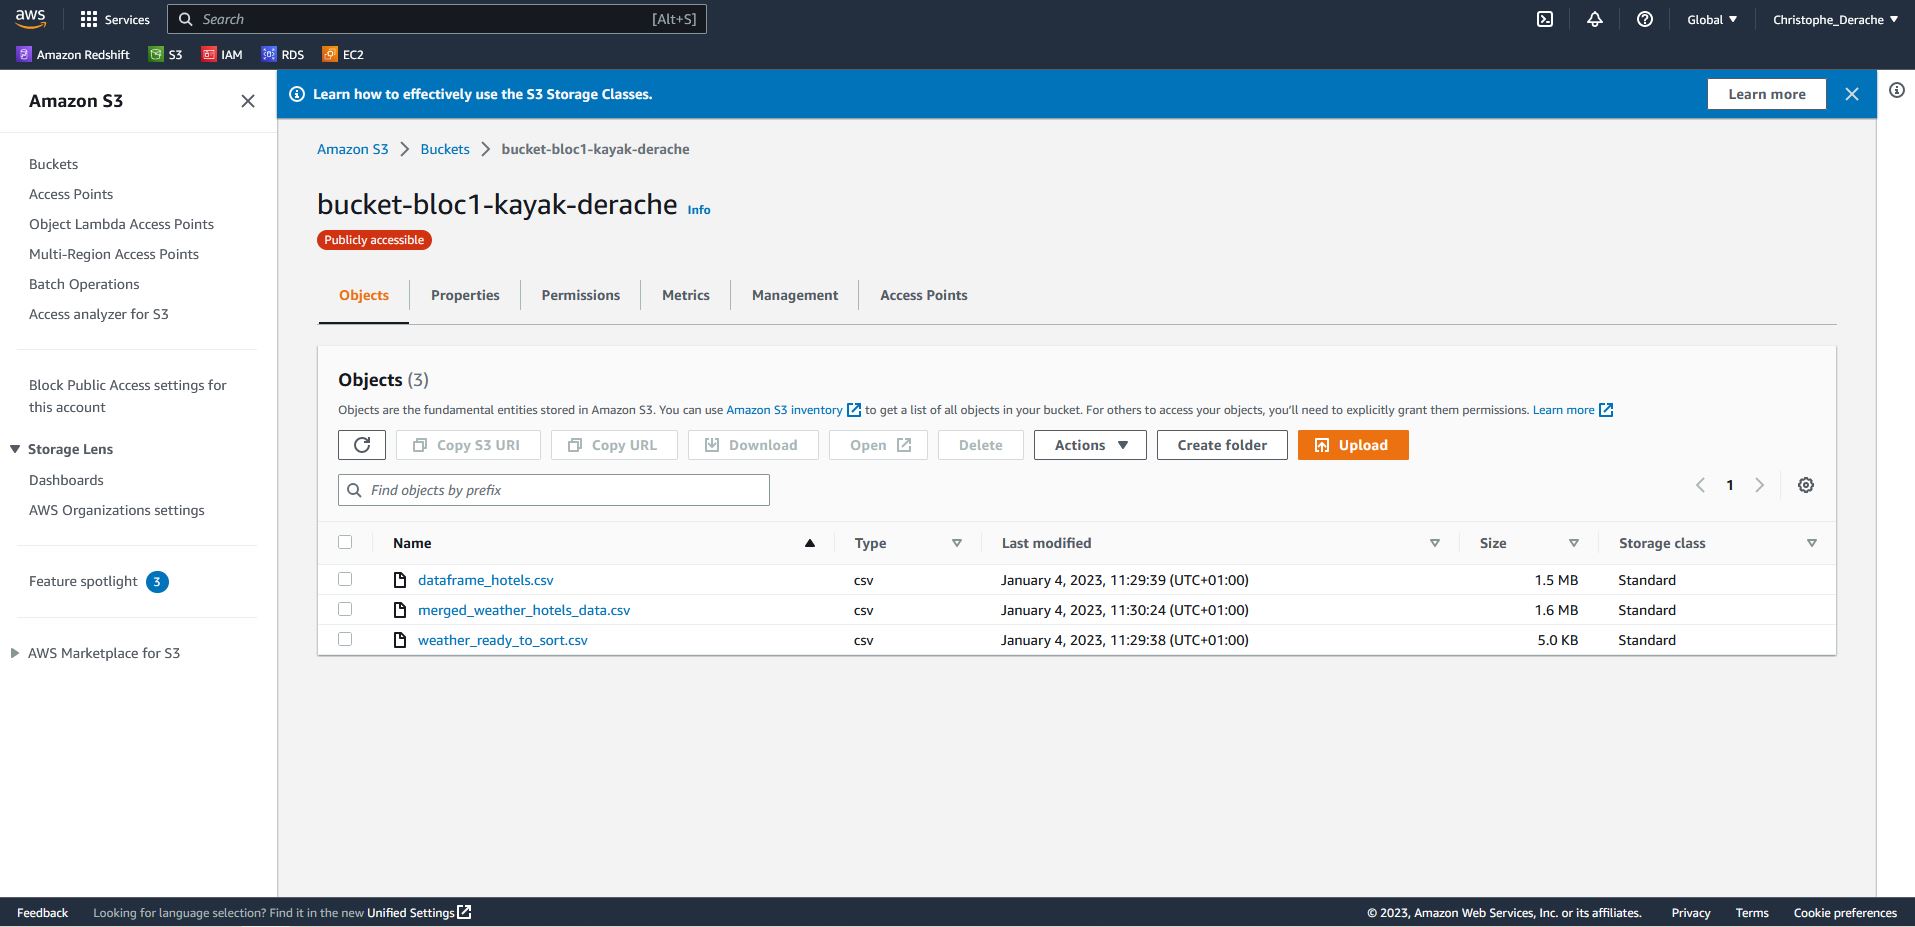 aws Services Search [Alt+S] Global Christophe_Derache
Amazon Redshift S3 IAM RDS EC2
Amazon S3
Buckets
Access Points
Object Lambda Access Points
Multi-Region Access Points
Batch Operations
Access analyzer for S3
Block Public Access settings for
this account
Storage Lens
Dashboards
AWS Organizations settings
Feature spotlight 3
AWS Marketplace for S3
Learn how to effectively use the S3 Storage Classes. Learn more
Amazon S3 Buckets bucket-bloc1-kayak-derache
bucket-bloc1-kayak-derache Info
Publicly accessible
Objects Properties Permissions Metrics Management Access Points
Objects (3)
Objects are the fundamental entities stored in Amazon S3. You can use Amazon S3 inventory to get a list of all objects in your bucket. For others to access your objects, you'll need to explicitly grant them permissions. Learn more
Copy S3 URI Copy URL Download Open Delete Actions Create folder Upload
Find objects by prefix 1
Name Type Last modified Size Storage class
dataframe_hotels.csv csv January 4, 2023, 11:29:39 (UTC+01:00) 1.5 MB Standard
merged_weather_hotels_data.csv csv January 4, 2023, 11:30:24 (UTC+01:00) 1.6 MB Standard
weather_ready_to_sort.csv csv January 4, 2023, 11:29:38 (UTC+01:00) 5.0 KB Standard
Feedback Looking for language selection? Find it in the new Unified Settings © 2023, Amazon Web Services, Inc. or its affiliates. Privacy Terms Cookie preferences